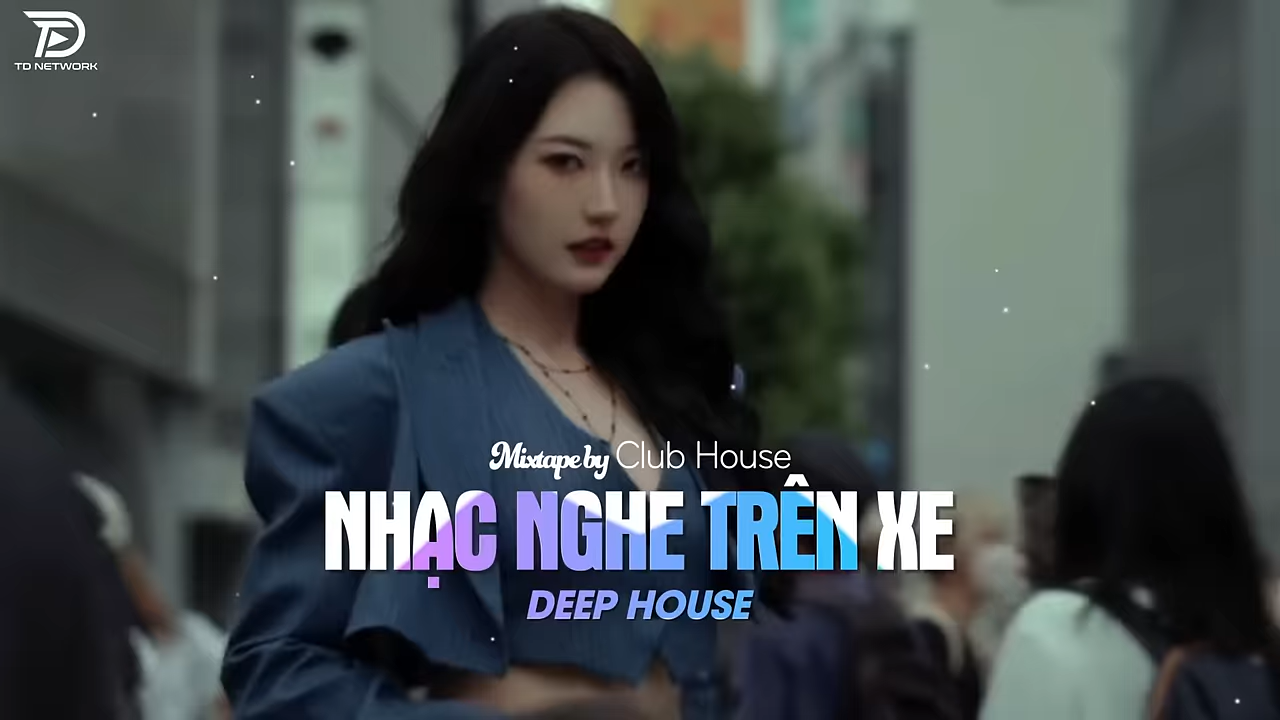 TD NETWORK
Mixtape by Club House
NHẠC NGHE TRÊN XE
DEEP HOUSE